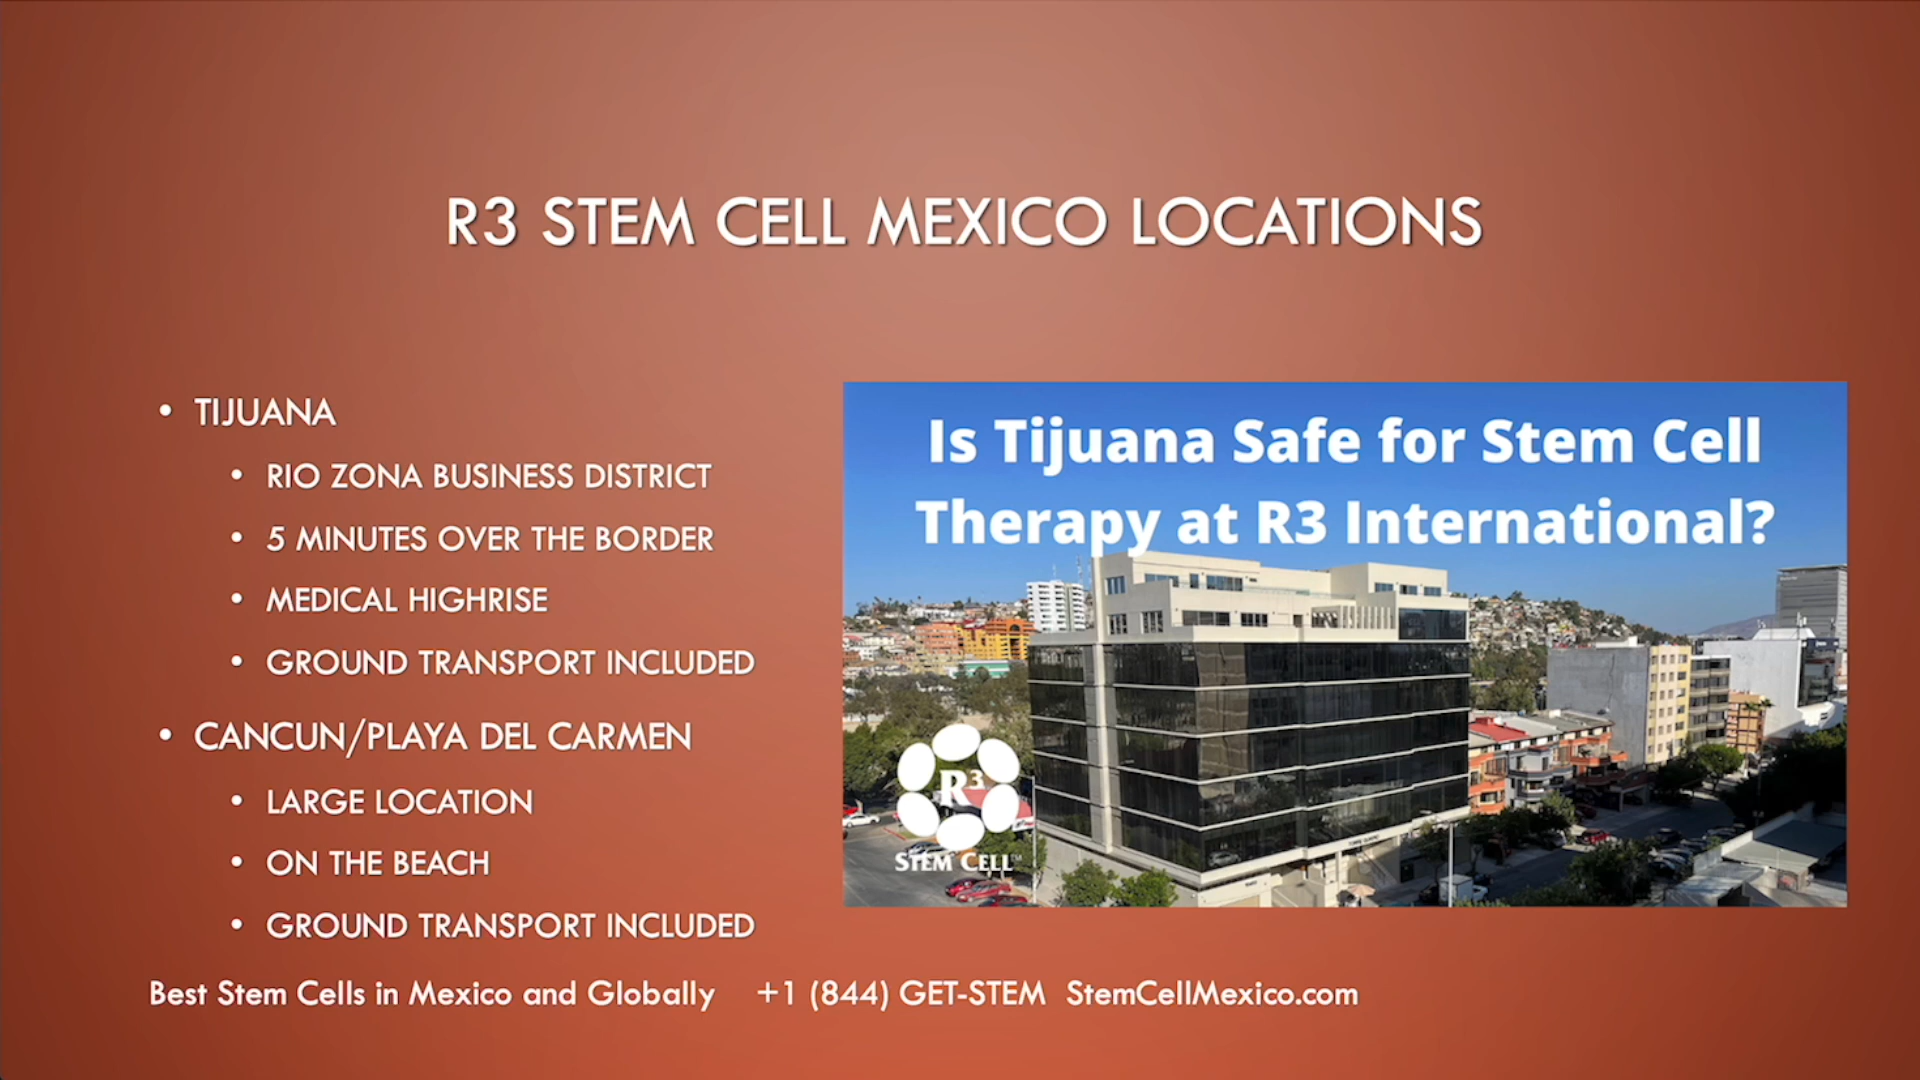 R3 STEM CELL MEXICO LOCATIONS
• TIJUANA
• RIO ZONA BUSINESS DISTRICT
• 5 MINUTES OVER THE BORDER
• MEDICAL HIGHRISE
• GROUND TRANSPORT INCLUDED
• CANCUN/PLAYA DEL CARMEN
• LARGE LOCATION
• ON THE BEACH
• GROUND TRANSPORT INCLUDED
Is Tijuana Safe for Stem Cell
Therapy at R3 International?
R3
STEM CELL™
Best Stem Cells in Mexico and Globally +1 (844) GET-STEM StemCellMexico.com